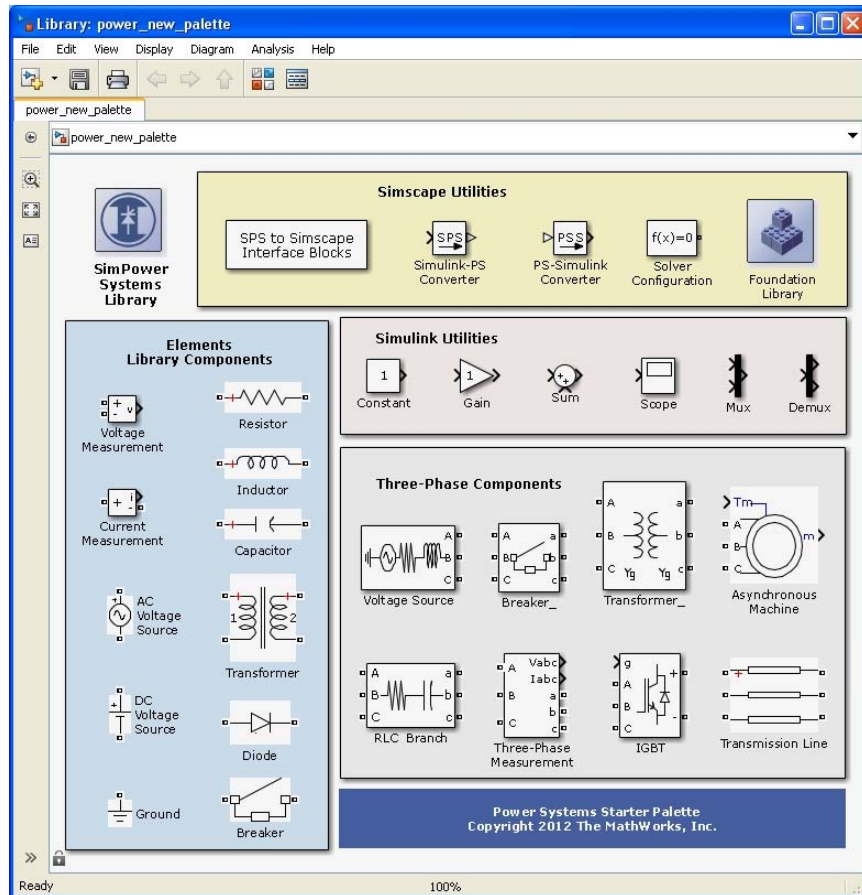 Library: power_new_palette
File Edit View Display Diagram Analysis Help
power_new_palette
power_new_palette
SimPower
Systems
Library
Simscape Utilities
SPS to Simscape
Interface Blocks
SPS
Simulink-PS
Converter
PSS
PS-Simulink
Converter
f(x)=0
Solver
Configuration
Foundation
Library
Elements
Library Components
+ - v
Voltage
Measurement
+ - i
Current
Measurement
AC
Voltage
Source
DC
Voltage
Source
Ground
Resistor
Inductor
Capacitor
1 2
Transformer
Diode
Breaker
Simulink Utilities
1
Constant
1
Gain
Sum
Scope
Mux
Demux
Three-Phase Components
A
B
C
Voltage Source
A a
B b
C c
Breaker_
A a
B b
C Yg Yg c
Transformer_
Tm
A
B m
C
Asynchronous
Machine
A a
B b
C c
RLC Branch
A Vabc
Iabc
B a
b
C c
Three-Phase
Measurement
g
A +
B
C -
IGBT
Transmission Line
Power Systems Starter Palette
Copyright 2012 The MathWorks, Inc.
Ready 100%